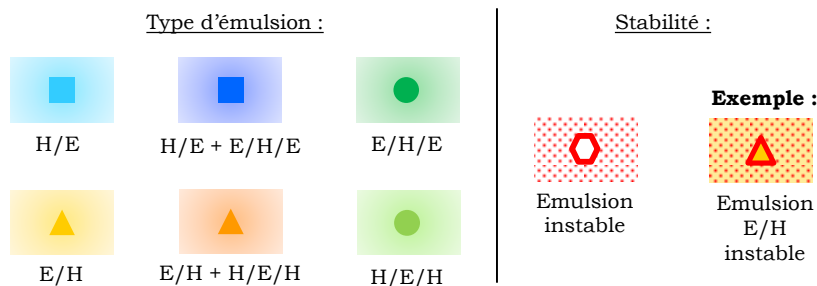 Type d’émulsion :
H/E
H/E + E/H/E
E/H/E
E/H
E/H + H/E/H
H/E/H
Stabilité :
Exemple :
Emulsion
instable
Emulsion
E/H
instable